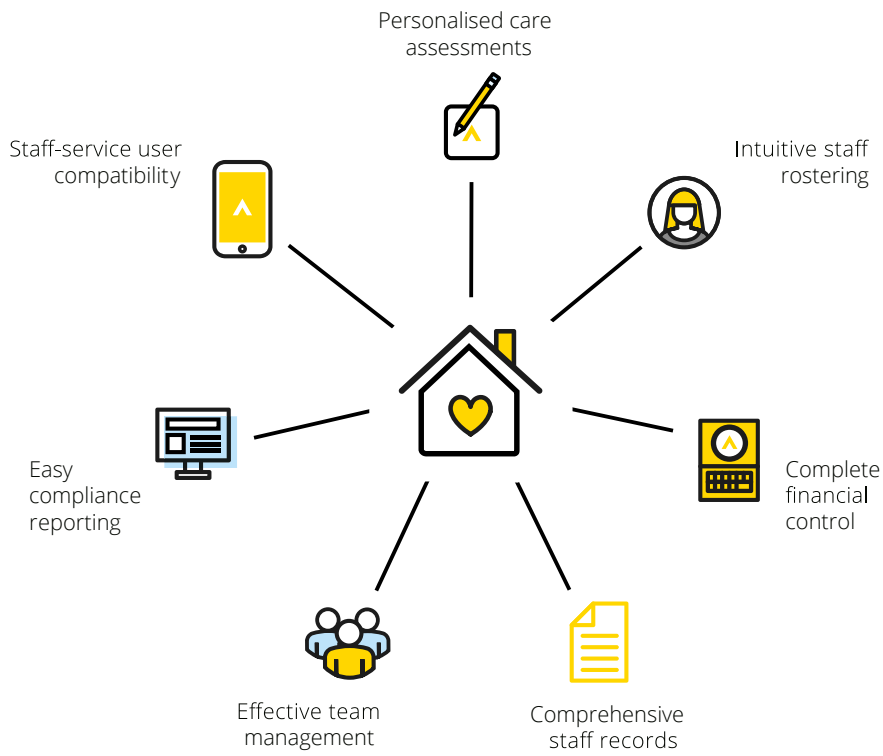 Personalised care
assessments
Staff-service user
compatibility
Intuitive staff
rostering
Easy
compliance
reporting
Complete
financial
control
Effective team
management
Comprehensive
staff records